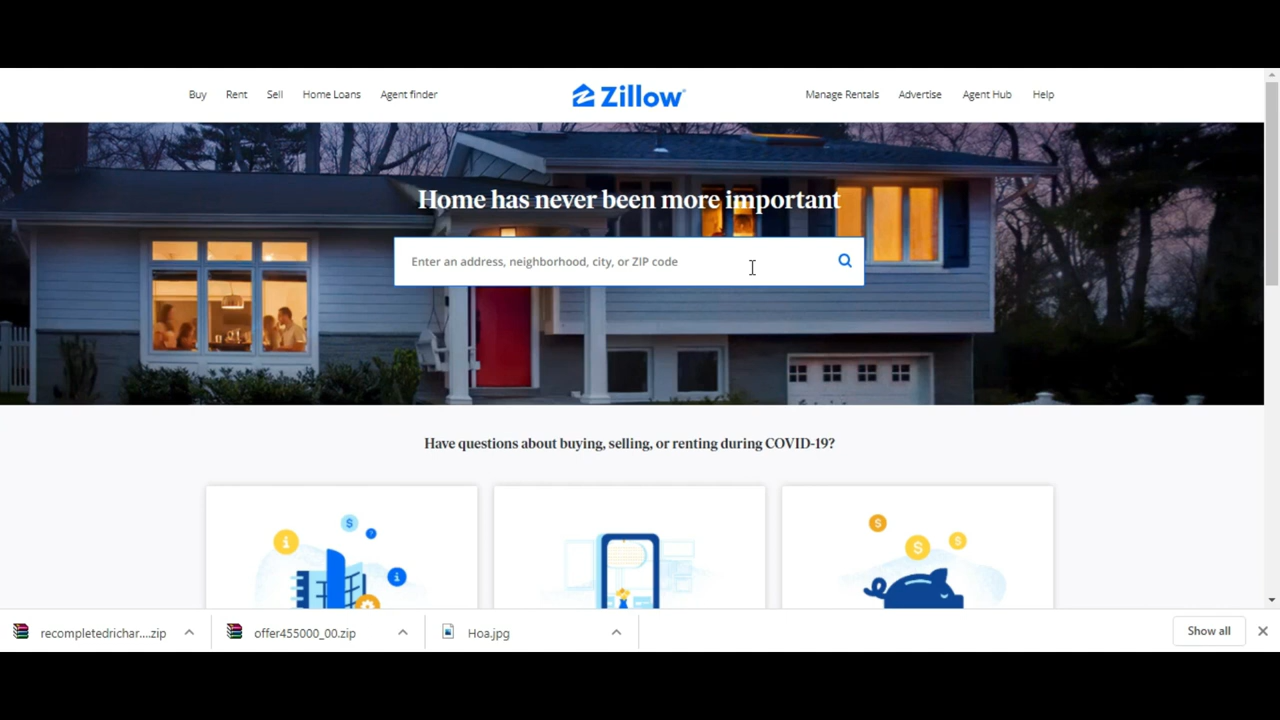 Buy Rent Sell Home Loans Agent finder Zillow Manage Rentals Advertise Agent Hub Help
Home has never been more important
Enter an address, neighborhood, city, or ZIP code
Have questions about buying, selling, or renting during COVID-19?
recompletedrichar....zip offer455000_00.zip Hoa.jpg Show all